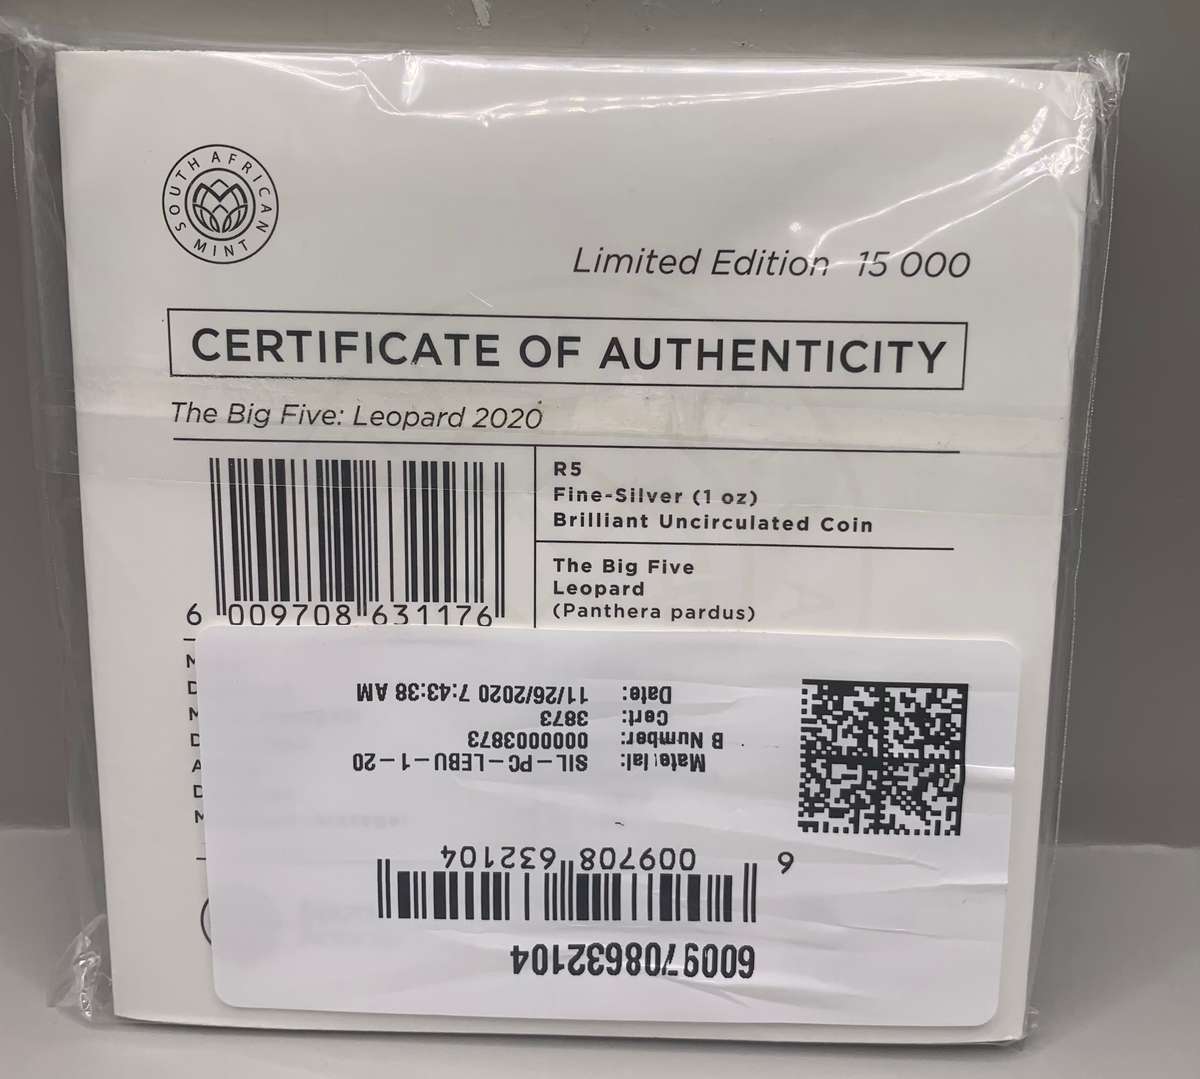 SOUTH AFRICAN MINT
Limited Edition 15 000
CERTIFICATE OF AUTHENTICITY
The Big Five: Leopard 2020
R5
Fine-Silver (1 oz)
Brilliant Uncirculated Coin
The Big Five
Leopard
(Panthera pardus)
6 009708 631176
M
D
M
D
A
D
M
6009708632104
6 009708 632104
Material: SIL-PC-LEBU-1-20
B Number: 0000003873
Cert: 3873
Date: 11/26/2020 7:43:38 AM